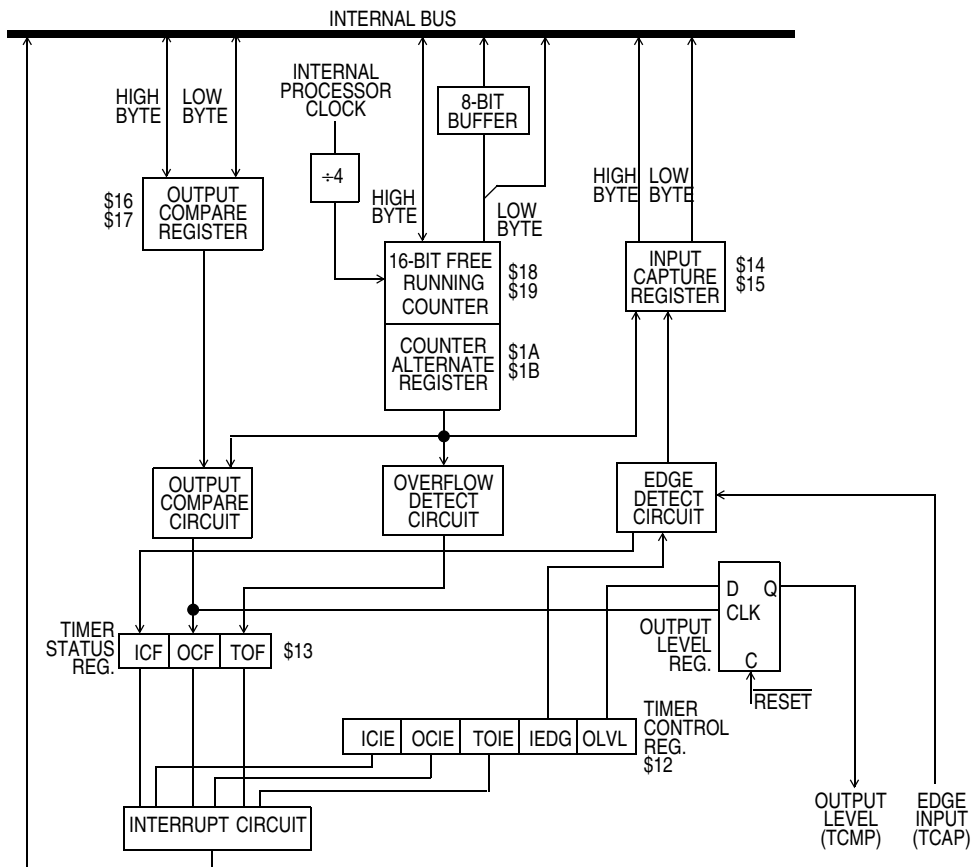 INTERNAL BUS
HIGH
BYTE
LOW
BYTE
INTERNAL
PROCESSOR
CLOCK
8-BIT
BUFFER
÷4
HIGH
BYTE
LOW
BYTE
HIGH
BYTE
LOW
BYTE
$16
$17
OUTPUT
COMPARE
REGISTER
16-BIT FREE
RUNNING
COUNTER
$18
$19
COUNTER
ALTERNATE
REGISTER
$1A
$1B
INPUT
CAPTURE
REGISTER
$14
$15
OUTPUT
COMPARE
CIRCUIT
OVERFLOW
DETECT
CIRCUIT
EDGE
DETECT
CIRCUIT
D Q
CLK
C
OUTPUT
LEVEL
REG.
RESET
TIMER
STATUS
REG.
ICF OCF TOF
$13
ICIE OCIE TOIE IEDG OLVL
TIMER
CONTROL
REG.
$12
INTERRUPT CIRCUIT
OUTPUT
LEVEL
(TCMP)
EDGE
INPUT
(TCAP)